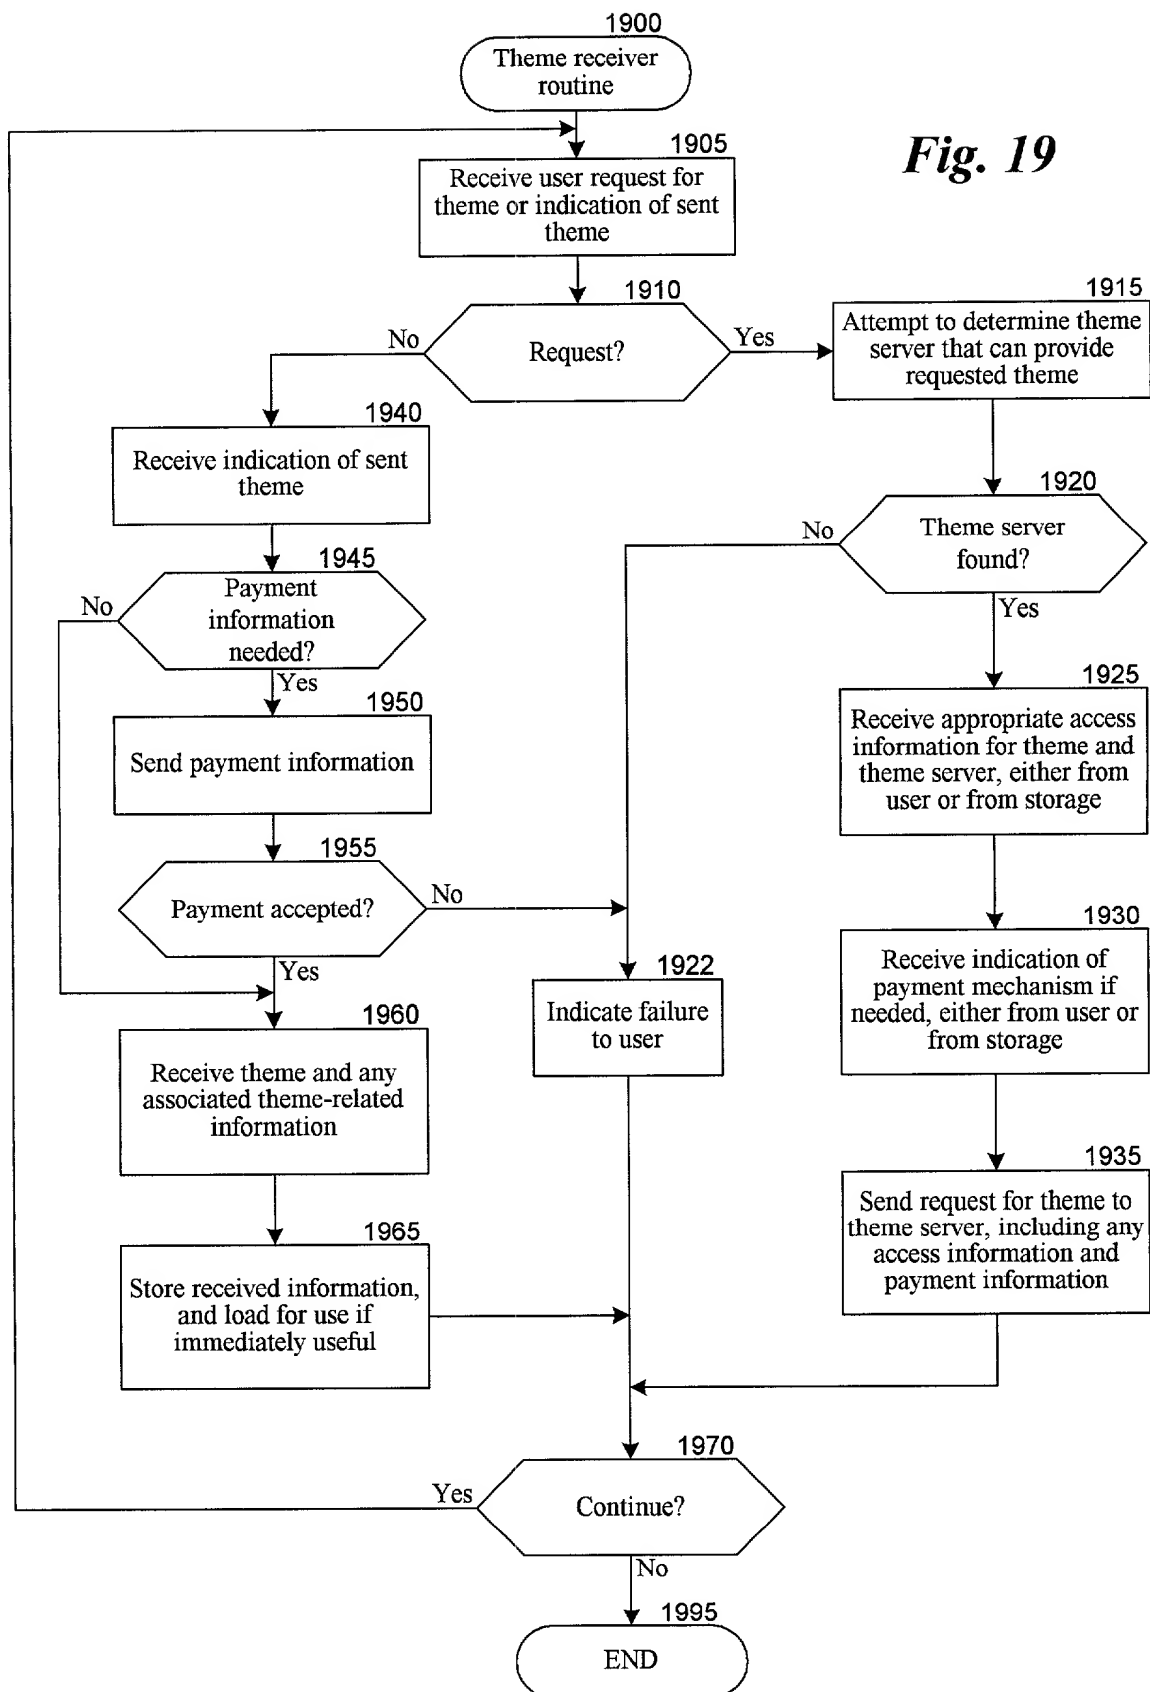 1900
Theme receiver
routine
Fig. 19
1905
Receive user request for
theme or indication of sent
theme
1910
Request?
No
Yes
1915
Attempt to determine theme
server that can provide
requested theme
1940
Receive indication of sent
theme
1920
Theme server
found?
No
Yes
1945
Payment
information
needed?
No
Yes
1925
Receive appropriate access
information for theme and
theme server, either from
user or from storage
1950
Send payment information
1955
Payment accepted?
No
Yes
1922
Indicate failure
to user
1930
Receive indication of
payment mechanism if
needed, either from user or
from storage
1960
Receive theme and any
associated theme-related
information
1935
Send request for theme to
theme server, including any
access information and
payment information
1965
Store received information,
and load for use if
immediately useful
1970
Continue?
Yes
No
1995
END